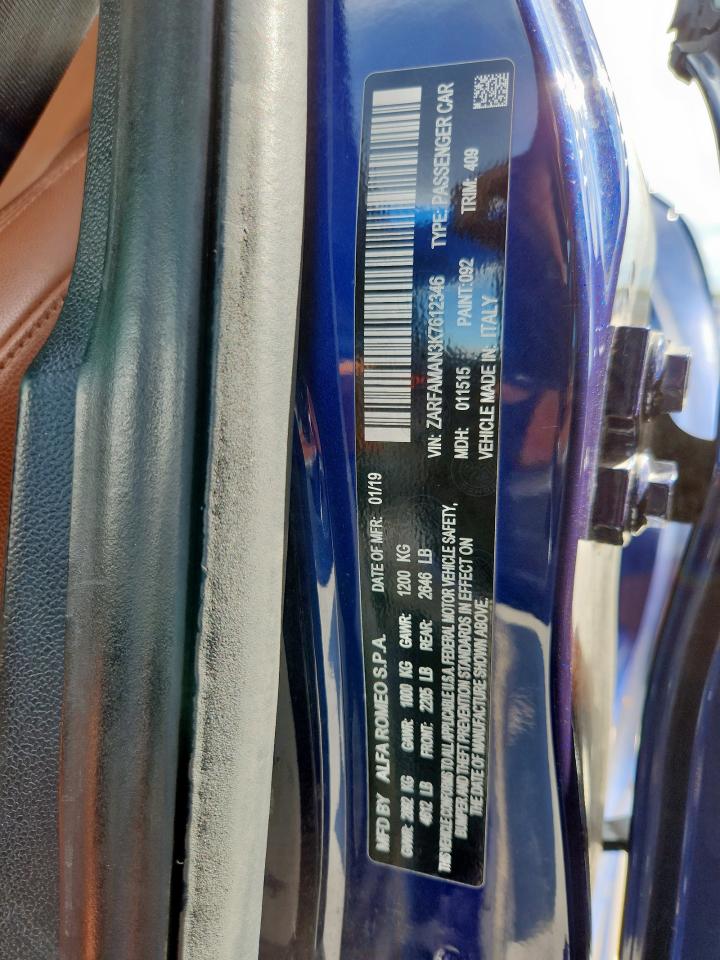 MFD BY ALFA ROMEO S.P.A. DATE OF MFR: 01/19
GVWR: 2002 KG GAWR: 1000 KG GAWR: 1200 KG
FRONT: 2205 LB REAR: 2646 LB
THIS VEHICLE CONFORMS TO ALL APPLICABLE U.S.A. FEDERAL MOTOR VEHICLE SAFETY,
BUMPER AND THEFT PREVENTION STANDARDS IN EFFECT ON
THE DATE OF MANUFACTURE SHOWN ABOVE.
VIN: ZARFAMAN3K7612346 TYPE: PASSENGER CAR
MDH: 011515 PAINT: 092 TRIM: 409
VEHICLE MADE IN: ITALY